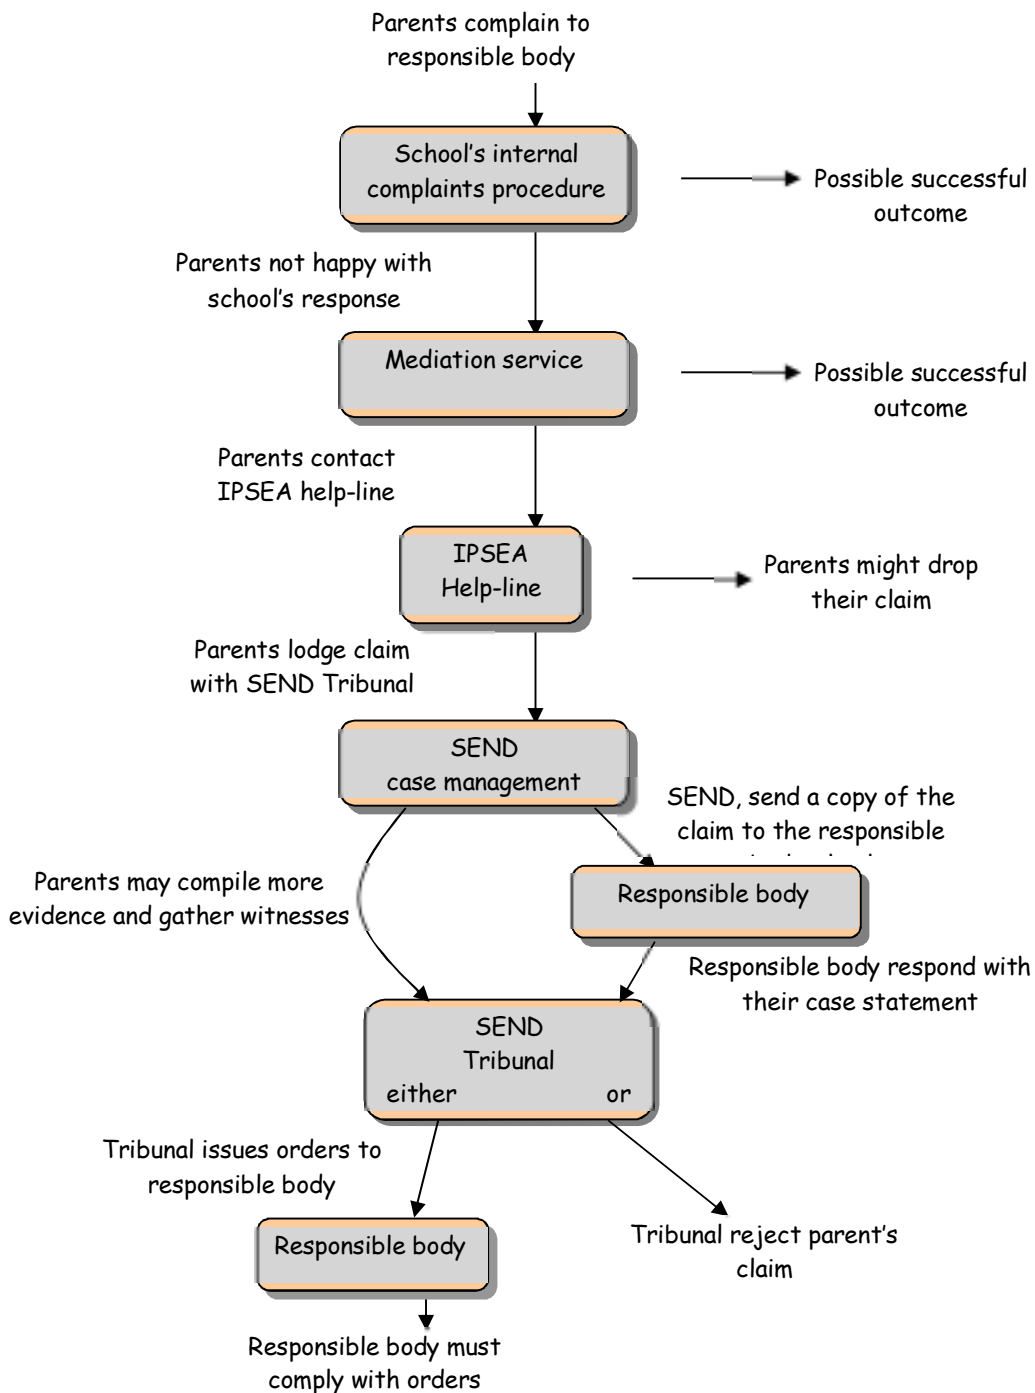 Parents complain to
responsible body
School's internal
complaints procedure
Possible successful
outcome
Parents not happy with
school's response
Mediation service
Possible successful
outcome
Parents contact
IPSEA help-line
IPSEA
Help-line
Parents might drop
their claim
Parents lodge claim
with SEND Tribunal
SEND
case management
SEND, send a copy of the
claim to the responsible
Parents may compile more
evidence and gather witnesses
Responsible body
Responsible body respond with
their case statement
SEND
Tribunal
either or
Tribunal issues orders to
responsible body
Tribunal reject parent's
claim
Responsible body
Responsible body must
comply with orders